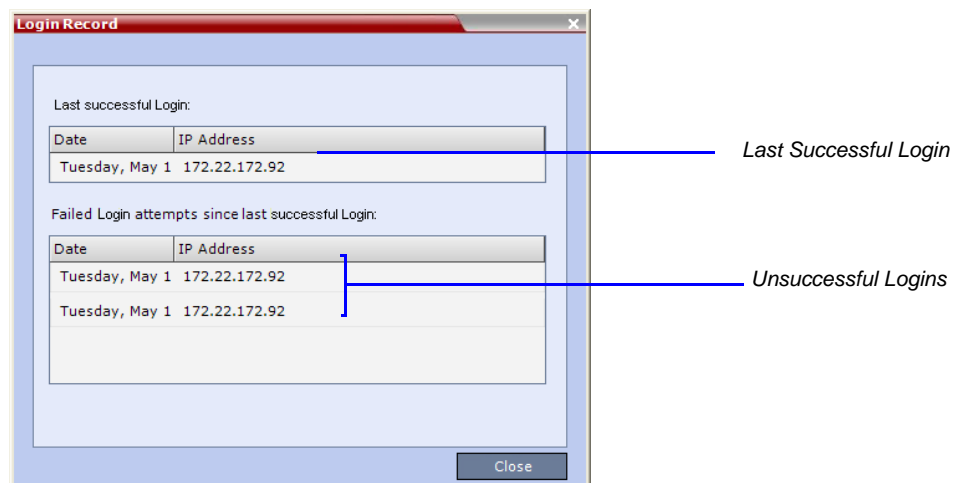 Login Record
Last successful Login:
Date IP Address
Tuesday, May 1 172.22.172.92
Last Successful Login
Failed Login attempts since last successful Login:
Date IP Address
Tuesday, May 1 172.22.172.92
Unsuccessful Logins
Tuesday, May 1 172.22.172.92
Close